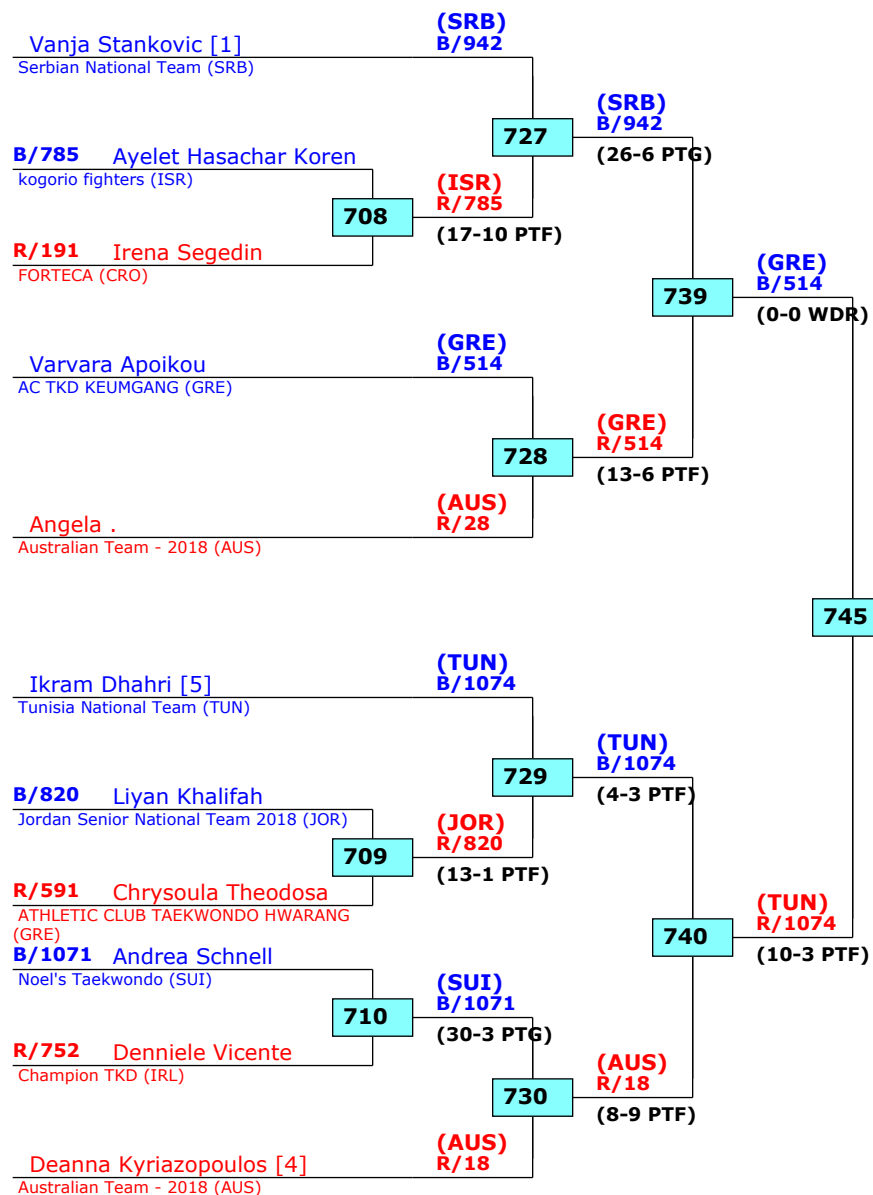 (SRB)
Vanja Stankovic [1]
B/942
Serbian National Team (SRB)
(SRB)
727
B/942
(26-6 PTG)
B/785 Ayelet Hasachar Koren
kogorio fighters (ISR)
(ISR)
R/785
708
(17-10 PTF)
R/191 Irena Segedin
FORTECA (CRO)
(GRE)
B/514
739
(0-0 WDR)
(GRE)
Varvara Apoikou
B/514
AC TKD KEUMGANG (GRE)
(GRE)
R/514
728
(13-6 PTF)
(AUS)
Angela .
R/28
Australian Team - 2018 (AUS)
745
(TUN)
Ikram Dhahri [5]
B/1074
Tunisia National Team (TUN)
(TUN)
729
B/1074
(4-3 PTF)
B/820 Liyan Khalifah
Jordan Senior National Team 2018 (JOR)
(JOR)
R/820
709
(13-1 PTF)
R/591 Chrysoula Theodosa
ATHLETIC CLUB TAEKWONDO HWARANG
(GRE)
(TUN)
R/1074
740
(10-3 PTF)
B/1071 Andrea Schnell
Noel's Taekwondo (SUI)
(SUI)
B/1071
710
(30-3 PTG)
R/752 Denniele Vicente
Champion TKD (IRL)
(AUS)
R/18
730
(8-9 PTF)
(AUS)
Deanna Kyriazopoulos [4]
R/18
Australian Team - 2018 (AUS)